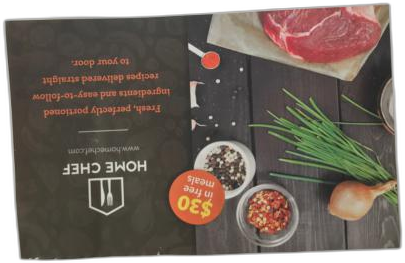 HOME CHEF
www.homechef.com
Fresh, perfectly portioned
ingredients and easy-to-follow
recipes delivered straight
to your door.
$30
in free
meals